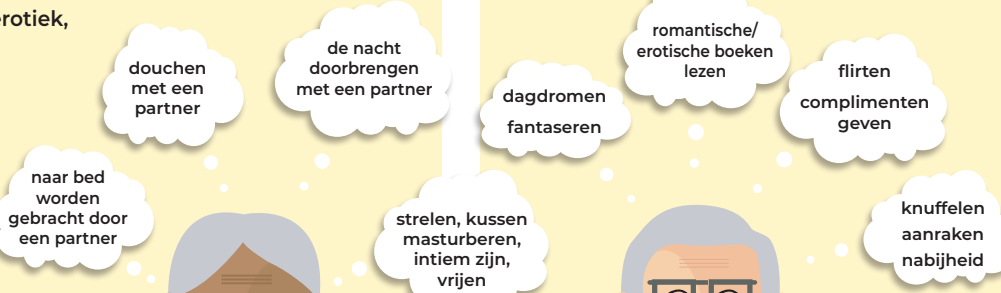 erotiek,
douchen
met een
partner
de nacht
doorbrengen
met een partner
naar bed
worden
gebracht door
een partner
strelen, kussen
masturberen,
intiem zijn,
vrijen
dagdromen
fantaseren
romantische/
erotische boeken
lezen
flirten
complimenten
geven
knuffelen
aanraken
nabijheid